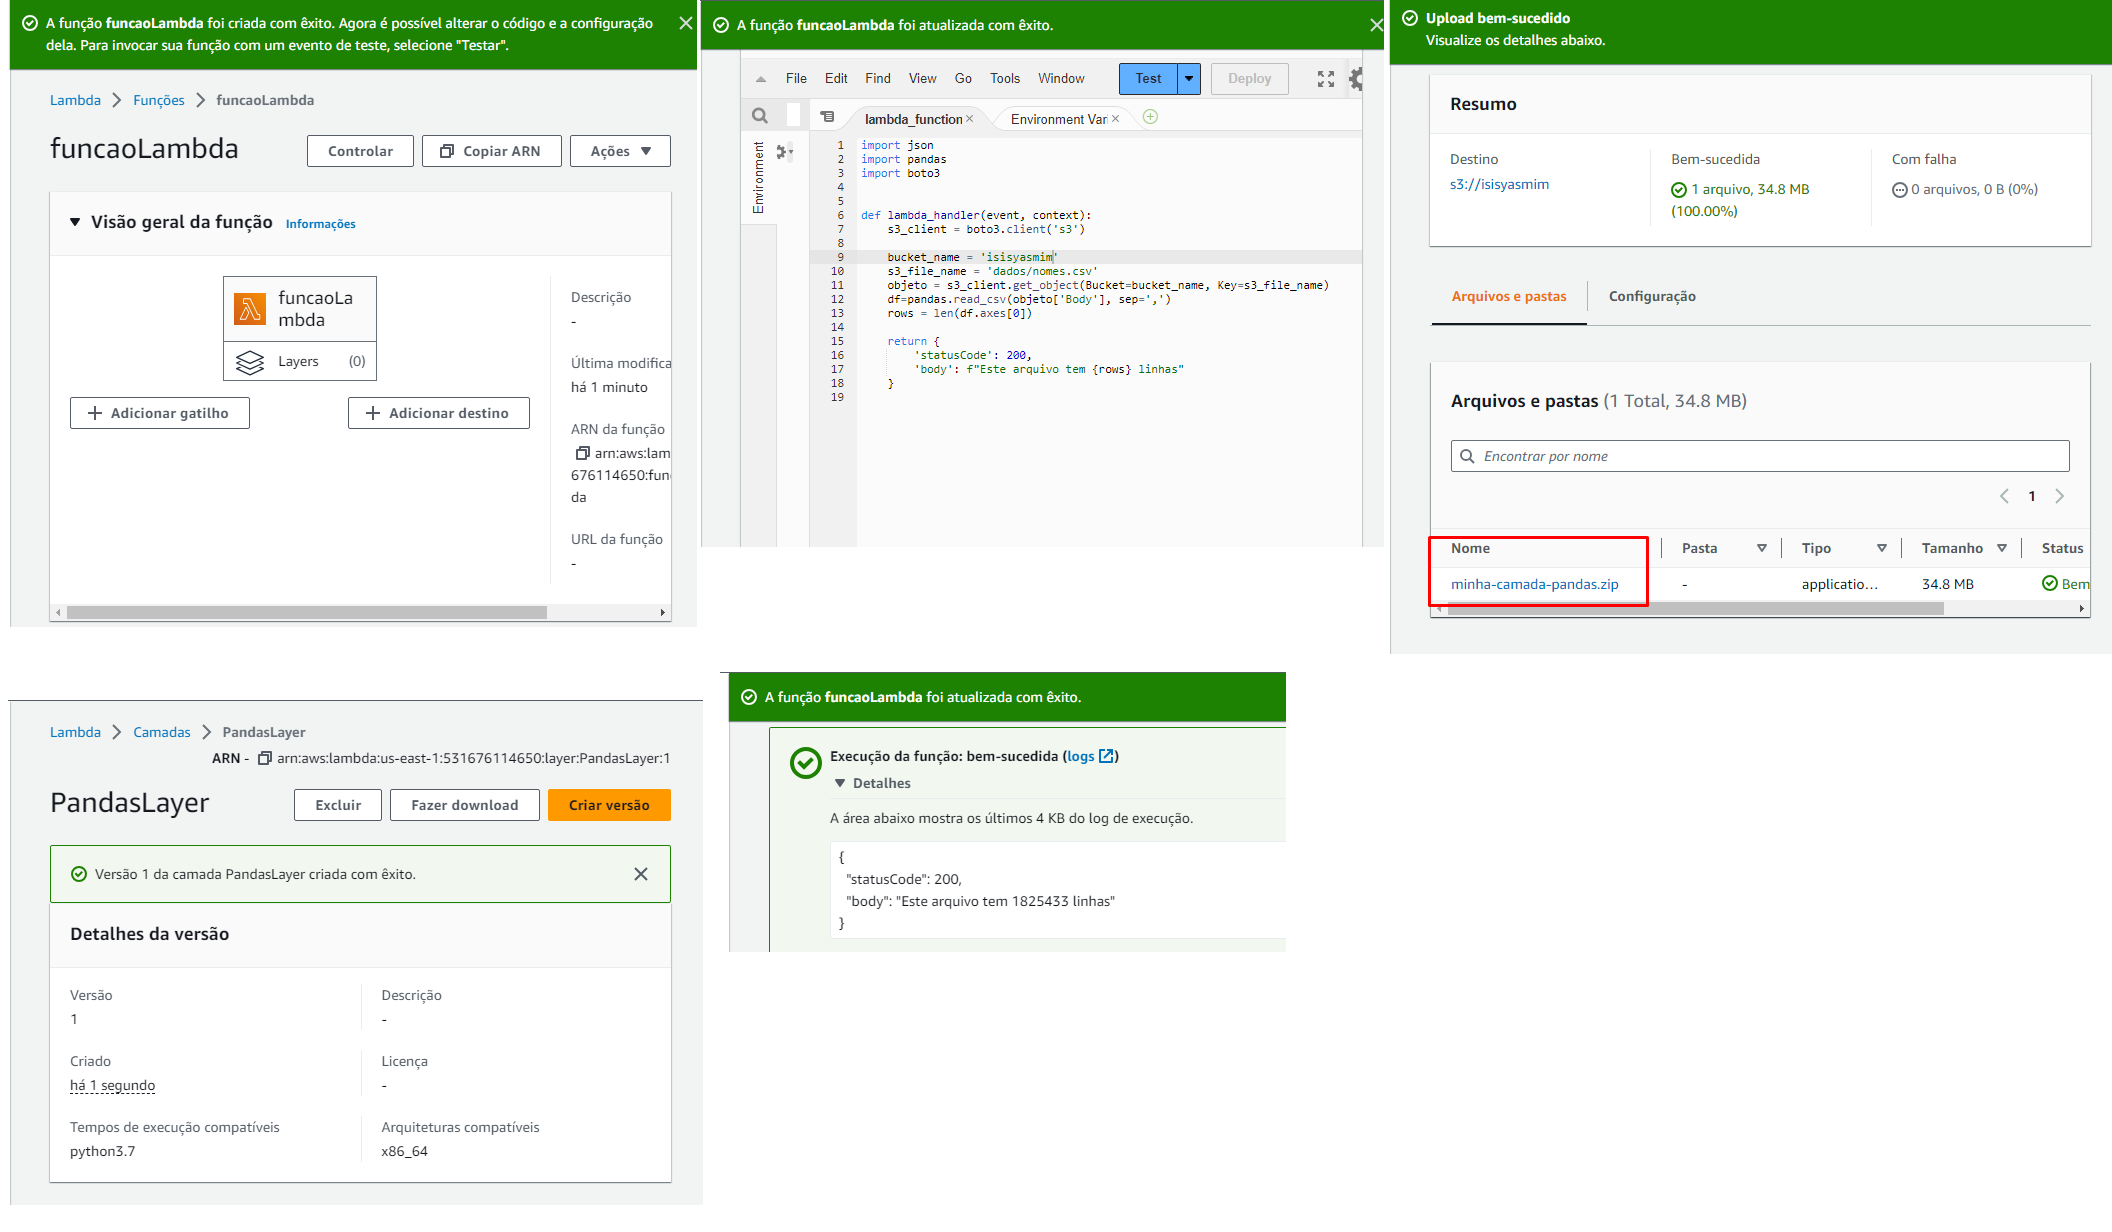 A função funcaoLambda foi criada com êxito. Agora é possível alterar o código e a configuração
dela. Para invocar sua função com um evento de teste, selecione "Testar".
Lambda > Funções > funcaoLambda
funcaoLambda
Controlar
Copiar ARN
Ações
Visão geral da função Informações
funcaoLa
mbda
Layers (0)
Adicionar gatilho
Adicionar destino
Descrição
-
Última modifica
há 1 minuto
ARN da função
arn:aws:lam
676114650:fun
da
URL da função
-
A função funcaoLambda foi atualizada com êxito.
File Edit Find View Go Tools Window Test Deploy
lambda_function Environment Var
Environment
1 import json
2 import pandas
3 import boto3
4
5
6 def lambda_handler(event, context):
7 s3_client = boto3.client('s3')
8
9 bucket_name = 'isisyasmim'
10 s3_file_name = 'dados/nomes.csv'
11 objeto = s3_client.get_object(Bucket=bucket_name, Key=s3_file_name)
12 df=pandas.read_csv(objeto['Body'], sep=',')
13 rows = len(df.axes[0])
14
15 return {
16 'statusCode': 200,
17 'body': f"Este arquivo tem {rows} linhas"
18 }
19
Upload bem-sucedido
Visualize os detalhes abaixo.
Resumo
Destino
s3://isisyasmim
Bem-sucedida
1 arquivo, 34.8 MB
(100.00%)
Com falha
0 arquivos, 0 B (0%)
Arquivos e pastas
Configuração
Arquivos e pastas (1 Total, 34.8 MB)
Encontrar por nome
1
Nome Pasta Tipo Tamanho Status
minha-camada-pandas.zip - applicatio... 34.8 MB Bem
Lambda > Camadas > PandasLayer
ARN - arn:aws:lambda:us-east-1:531676114650:layer:PandasLayer:1
PandasLayer
Excluir
Fazer download
Criar versão
Versão 1 da camada PandasLayer criada com êxito.
Detalhes da versão
Versão
1
Descrição
-
Criado
há 1 segundo
Licença
-
Tempos de execução compatíveis
python3.7
Arquiteturas compatíveis
x86_64
A função funcaoLambda foi atualizada com êxito.
Execução da função: bem-sucedida (logs)
Detalhes
A área abaixo mostra os últimos 4 KB do log de execução.
{
"statusCode": 200,
"body": "Este arquivo tem 1825433 linhas"
}